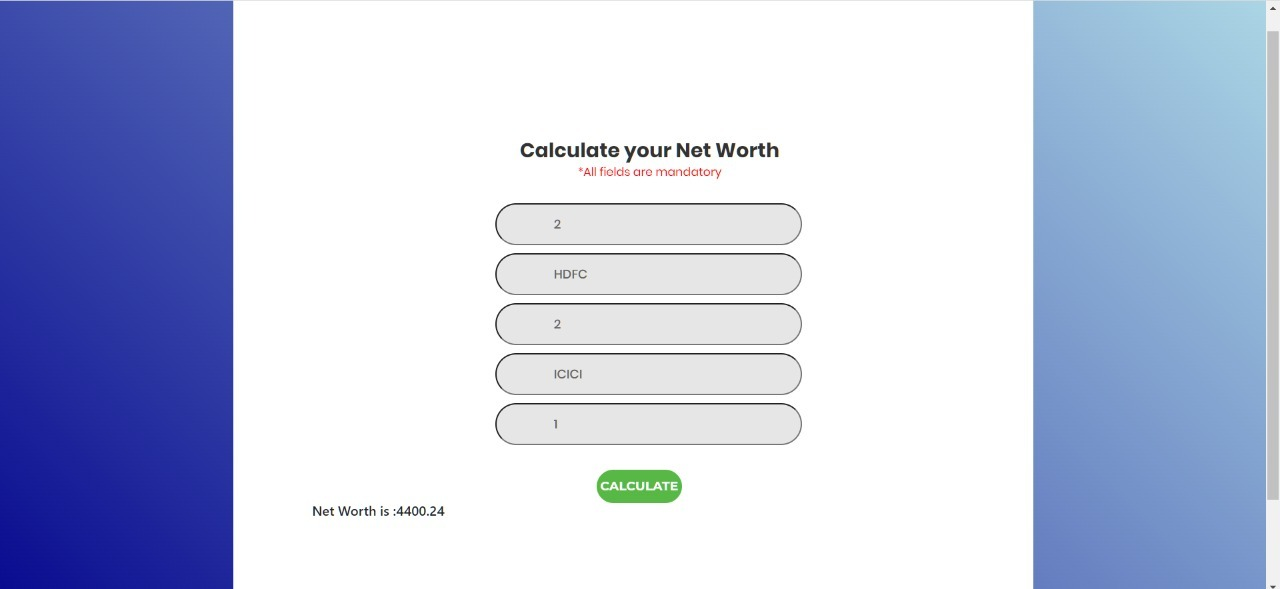 Calculate your Net Worth
*All fields are mandatory
2
HDFC
2
ICICI
1
CALCULATE
Net Worth is :4400.24